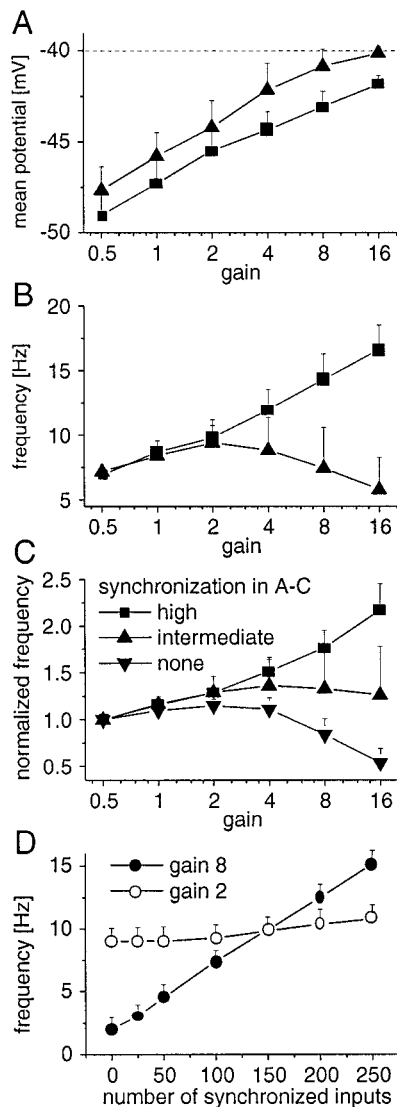 A
mean potential [mV]
-40
-45
-50
0.5 1 2 4 8 16
gain
B
frequency [Hz]
20
15
10
5
0.5 1 2 4 8 16
gain
C
normalized frequency
2.5
2.0
1.5
1.0
0.5
synchronization in A-C
high
intermediate
none
0.5 1 2 4 8 16
gain
D
frequency [Hz]
15
10
5
0
gain 8
gain 2
0 50 100 150 200 250
number of synchronized inputs